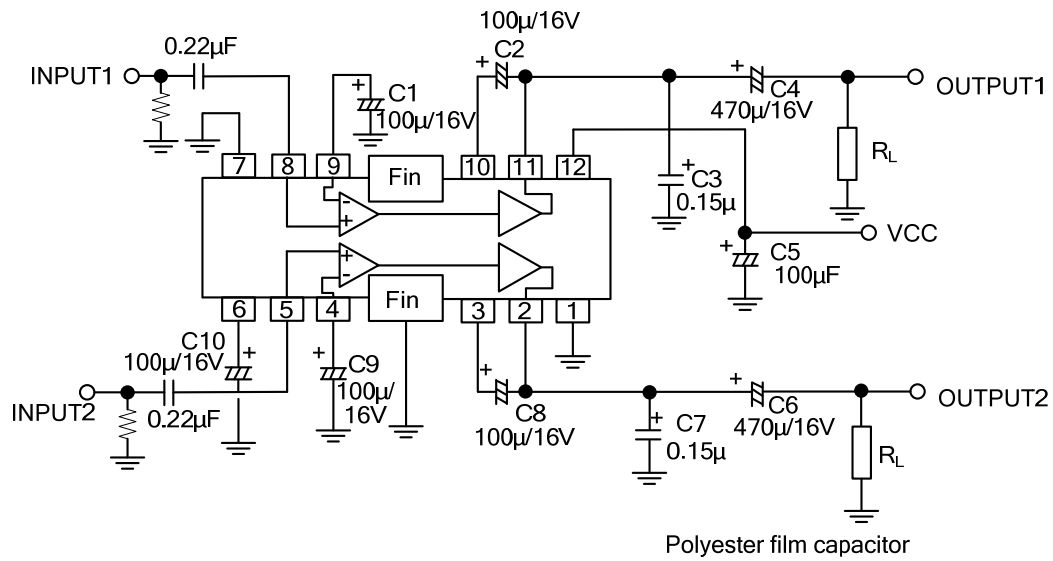 100µ/16V
0.22µF
C2
INPUT1
+
C1
100µ/16V
+
+
C4
470µ/16V
OUTPUT1
7
8
9
Fin
10
11
12
+
C3
0.15µ
RL
-
+
VCC
+
C5
100µF
+
-
6
5
4
Fin
3
2
1
C10
100µ/16V
+
+
C9
100µ/
16V
INPUT2
0.22µF
+
C8
100µ/16V
+
C7
0.15µ
+
C6
470µ/16V
OUTPUT2
RL
Polyester film capacitor